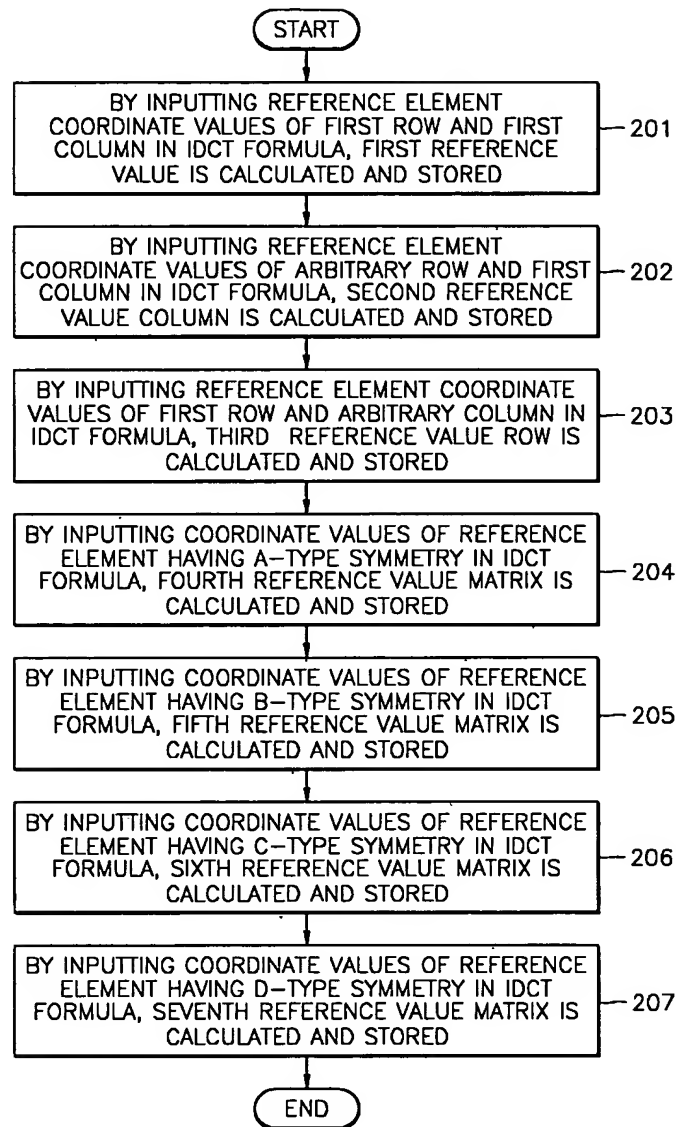 START
BY INPUTTING REFERENCE ELEMENT
COORDINATE VALUES OF FIRST ROW AND FIRST
COLUMN IN IDCT FORMULA, FIRST REFERENCE
VALUE IS CALCULATED AND STORED
201
BY INPUTTING REFERENCE ELEMENT
COORDINATE VALUES OF ARBITRARY ROW AND FIRST
COLUMN IN IDCT FORMULA, SECOND REFERENCE
VALUE COLUMN IS CALCULATED AND STORED
202
BY INPUTTING REFERENCE ELEMENT COORDINATE
VALUES OF FIRST ROW AND ARBITRARY COLUMN IN
IDCT FORMULA, THIRD REFERENCE VALUE ROW IS
CALCULATED AND STORED
203
BY INPUTTING COORDINATE VALUES OF REFERENCE
ELEMENT HAVING A-TYPE SYMMETRY IN IDCT
FORMULA, FOURTH REFERENCE VALUE MATRIX IS
CALCULATED AND STORED
204
BY INPUTTING COORDINATE VALUES OF REFERENCE
ELEMENT HAVING B-TYPE SYMMETRY IN IDCT
FORMULA, FIFTH REFERENCE VALUE MATRIX IS
CALCULATED AND STORED
205
BY INPUTTING COORDINATE VALUES OF REFERENCE
ELEMENT HAVING C-TYPE SYMMETRY IN IDCT
FORMULA, SIXTH REFERENCE VALUE MATRIX IS
CALCULATED AND STORED
206
BY INPUTTING COORDINATE VALUES OF REFERENCE
ELEMENT HAVING D-TYPE SYMMETRY IN IDCT
FORMULA, SEVENTH REFERENCE VALUE MATRIX IS
CALCULATED AND STORED
207
END